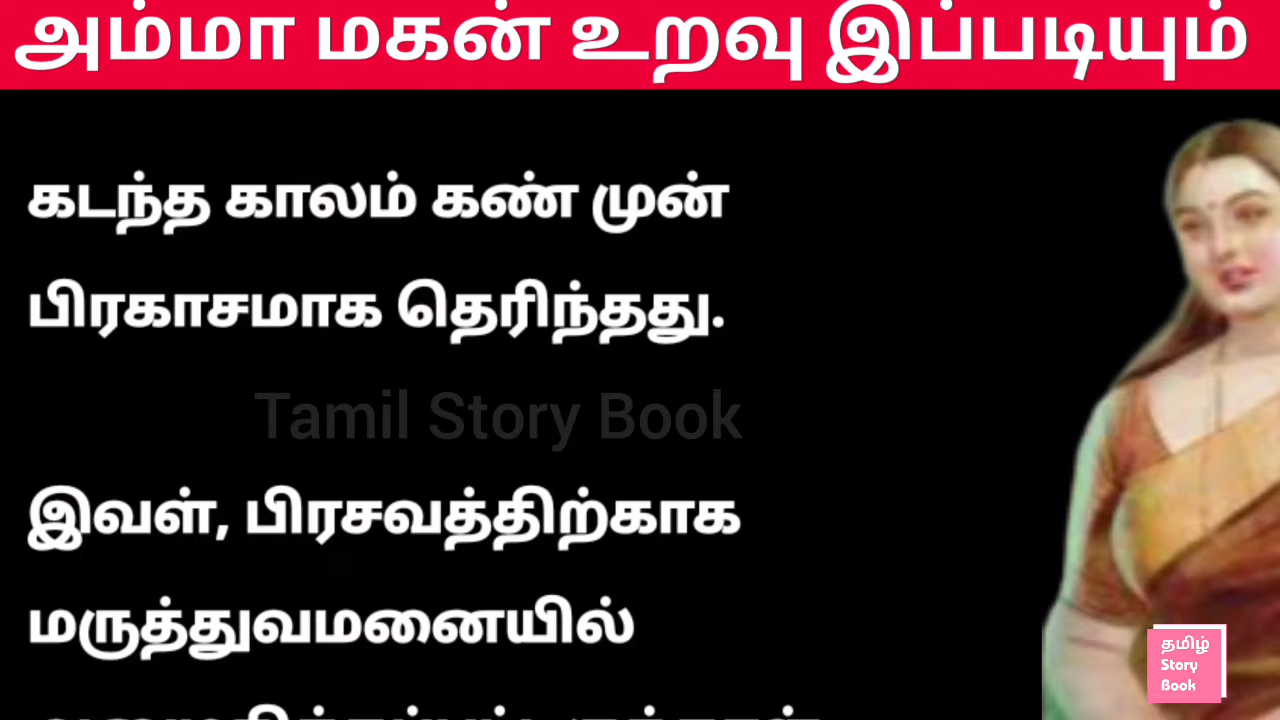 அம்மா மகன் உறவு இப்படியும்
கடந்த காலம் கண் முன்
பிரகாசமாக தெரிந்தது.
Tamil Story Book
இவள், பிரசவத்திற்காக
மருத்துவமனையில்
தமிழ்
Story
Book